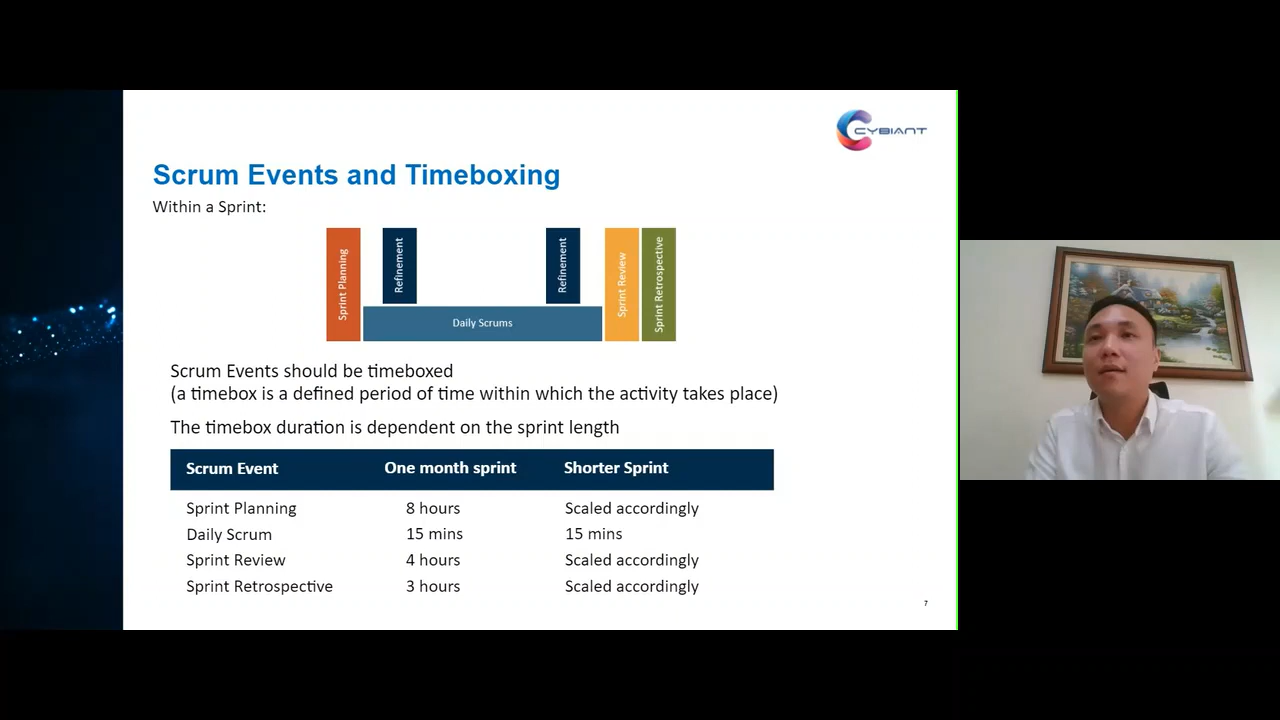 CYBIANT
Scrum Events and Timeboxing
Within a Sprint:
Sprint Planning
Refinement
Refinement
Sprint Review
Sprint Retrospective
Daily Scrums
Scrum Events should be timeboxed
(a timebox is a defined period of time within which the activity takes place)
The timebox duration is dependent on the sprint length
Scrum Event One month sprint Shorter Sprint
Sprint Planning 8 hours Scaled accordingly
Daily Scrum 15 mins 15 mins
Sprint Review 4 hours Scaled accordingly
Sprint Retrospective 3 hours Scaled accordingly
7